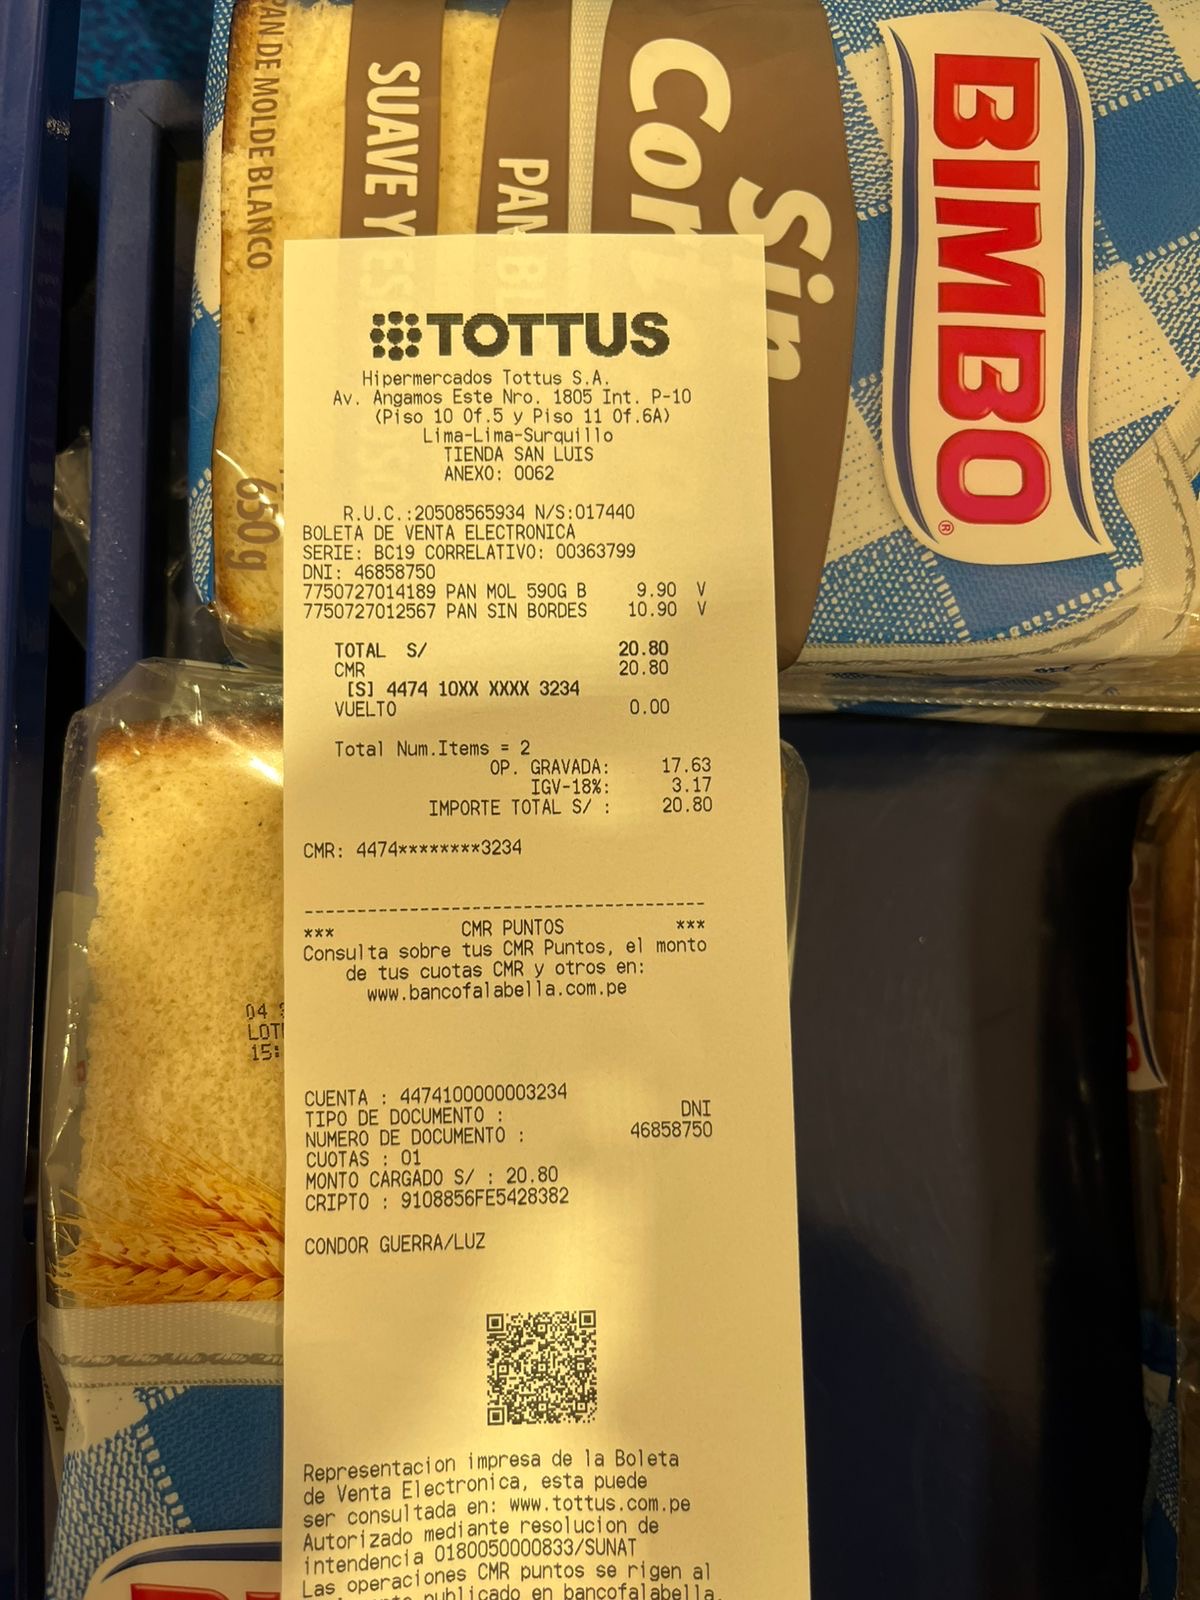 PAN DE MOLDE BLANCO
SUAVE Y
PAN
Sin
BIMBO®
650g
TOTTUS
Hipermercados Tottus S.A.
Av. Angamos Este Nro. 1805 Int. P-10
(Piso 10 Of.5 y Piso 11 Of.6A)
Lima-Lima-Surquillo
TIENDA SAN LUIS
ANEXO: 0062
R.U.C.:20508565934 N/S:017440
BOLETA DE VENTA ELECTRONICA
SERIE: BC19 CORRELATIVO: 00363799
DNI: 46858750
7750727014189 PAN MOL 590G B 9.90 V
7750727012567 PAN SIN BORDES 10.90 V
TOTAL S/ 20.80
CMR 20.80
[S] 4474 10XX XXXX 3234
VUELTO 0.00
Total Num.Items = 2
OP. GRAVADA: 17.63
IGV-18%: 3.17
IMPORTE TOTAL S/ : 20.80
CMR: 4474********3234
--------------------------------------
*** CMR PUNTOS ***
Consulta sobre tus CMR Puntos, el monto
de tus cuotas CMR y otros en:
www.bancofalabella.com.pe
CUENTA : 4474100000003234
TIPO DE DOCUMENTO : DNI
NUMERO DE DOCUMENTO : 46858750
CUOTAS : 01
MONTO CARGADO S/ : 20.80
CRIPTO : 9108856FE5428382
CONDOR GUERRA/LUZ
Representacion impresa de la Boleta
de Venta Electronica, esta puede
ser consultada en: www.tottus.com.pe
Autorizado mediante resolucion de
intendencia 0180050000833/SUNAT
Las operaciones CMR puntos se rigen al
publicado en bancofalabella.
04
15: